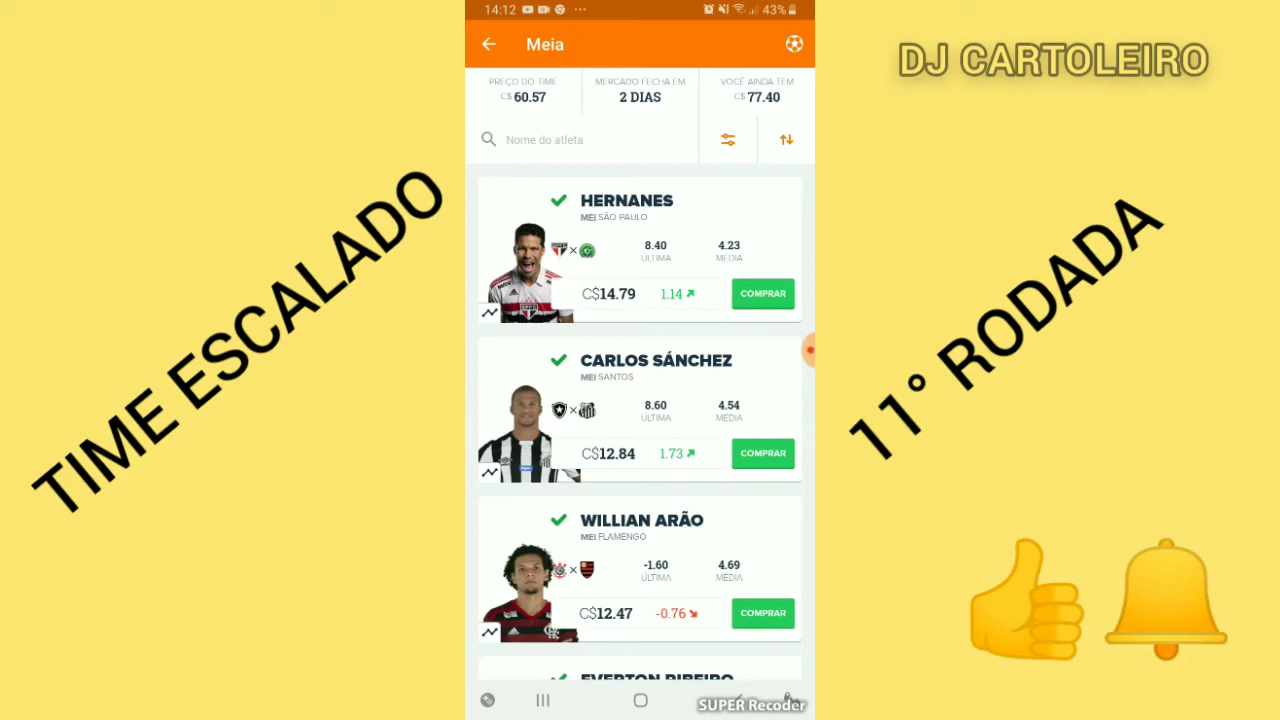 14:12
43%
Meia
DJ CARTOLEIRO
PREÇO DO TIME
C$ 60.57
MERCADO FECHA EM
2 DIAS
VOCÊ AINDA TEM
C$ 77.40
Nome do atleta
TIME ESCALADO
11° RODADA
HERNANES
MEI SÃO PAULO
8.40
ÚLTIMA
4.23
MÉDIA
C$14.79
1.14
COMPRAR
CARLOS SÁNCHEZ
MEI SANTOS
8.60
ÚLTIMA
4.54
MÉDIA
C$12.84
1.73
COMPRAR
WILLIAN ARÃO
MEI FLAMENGO
-1.60
ÚLTIMA
4.69
MÉDIA
C$12.47
-0.76
COMPRAR
EVERTON RIBEIRO
SUPER Recoder